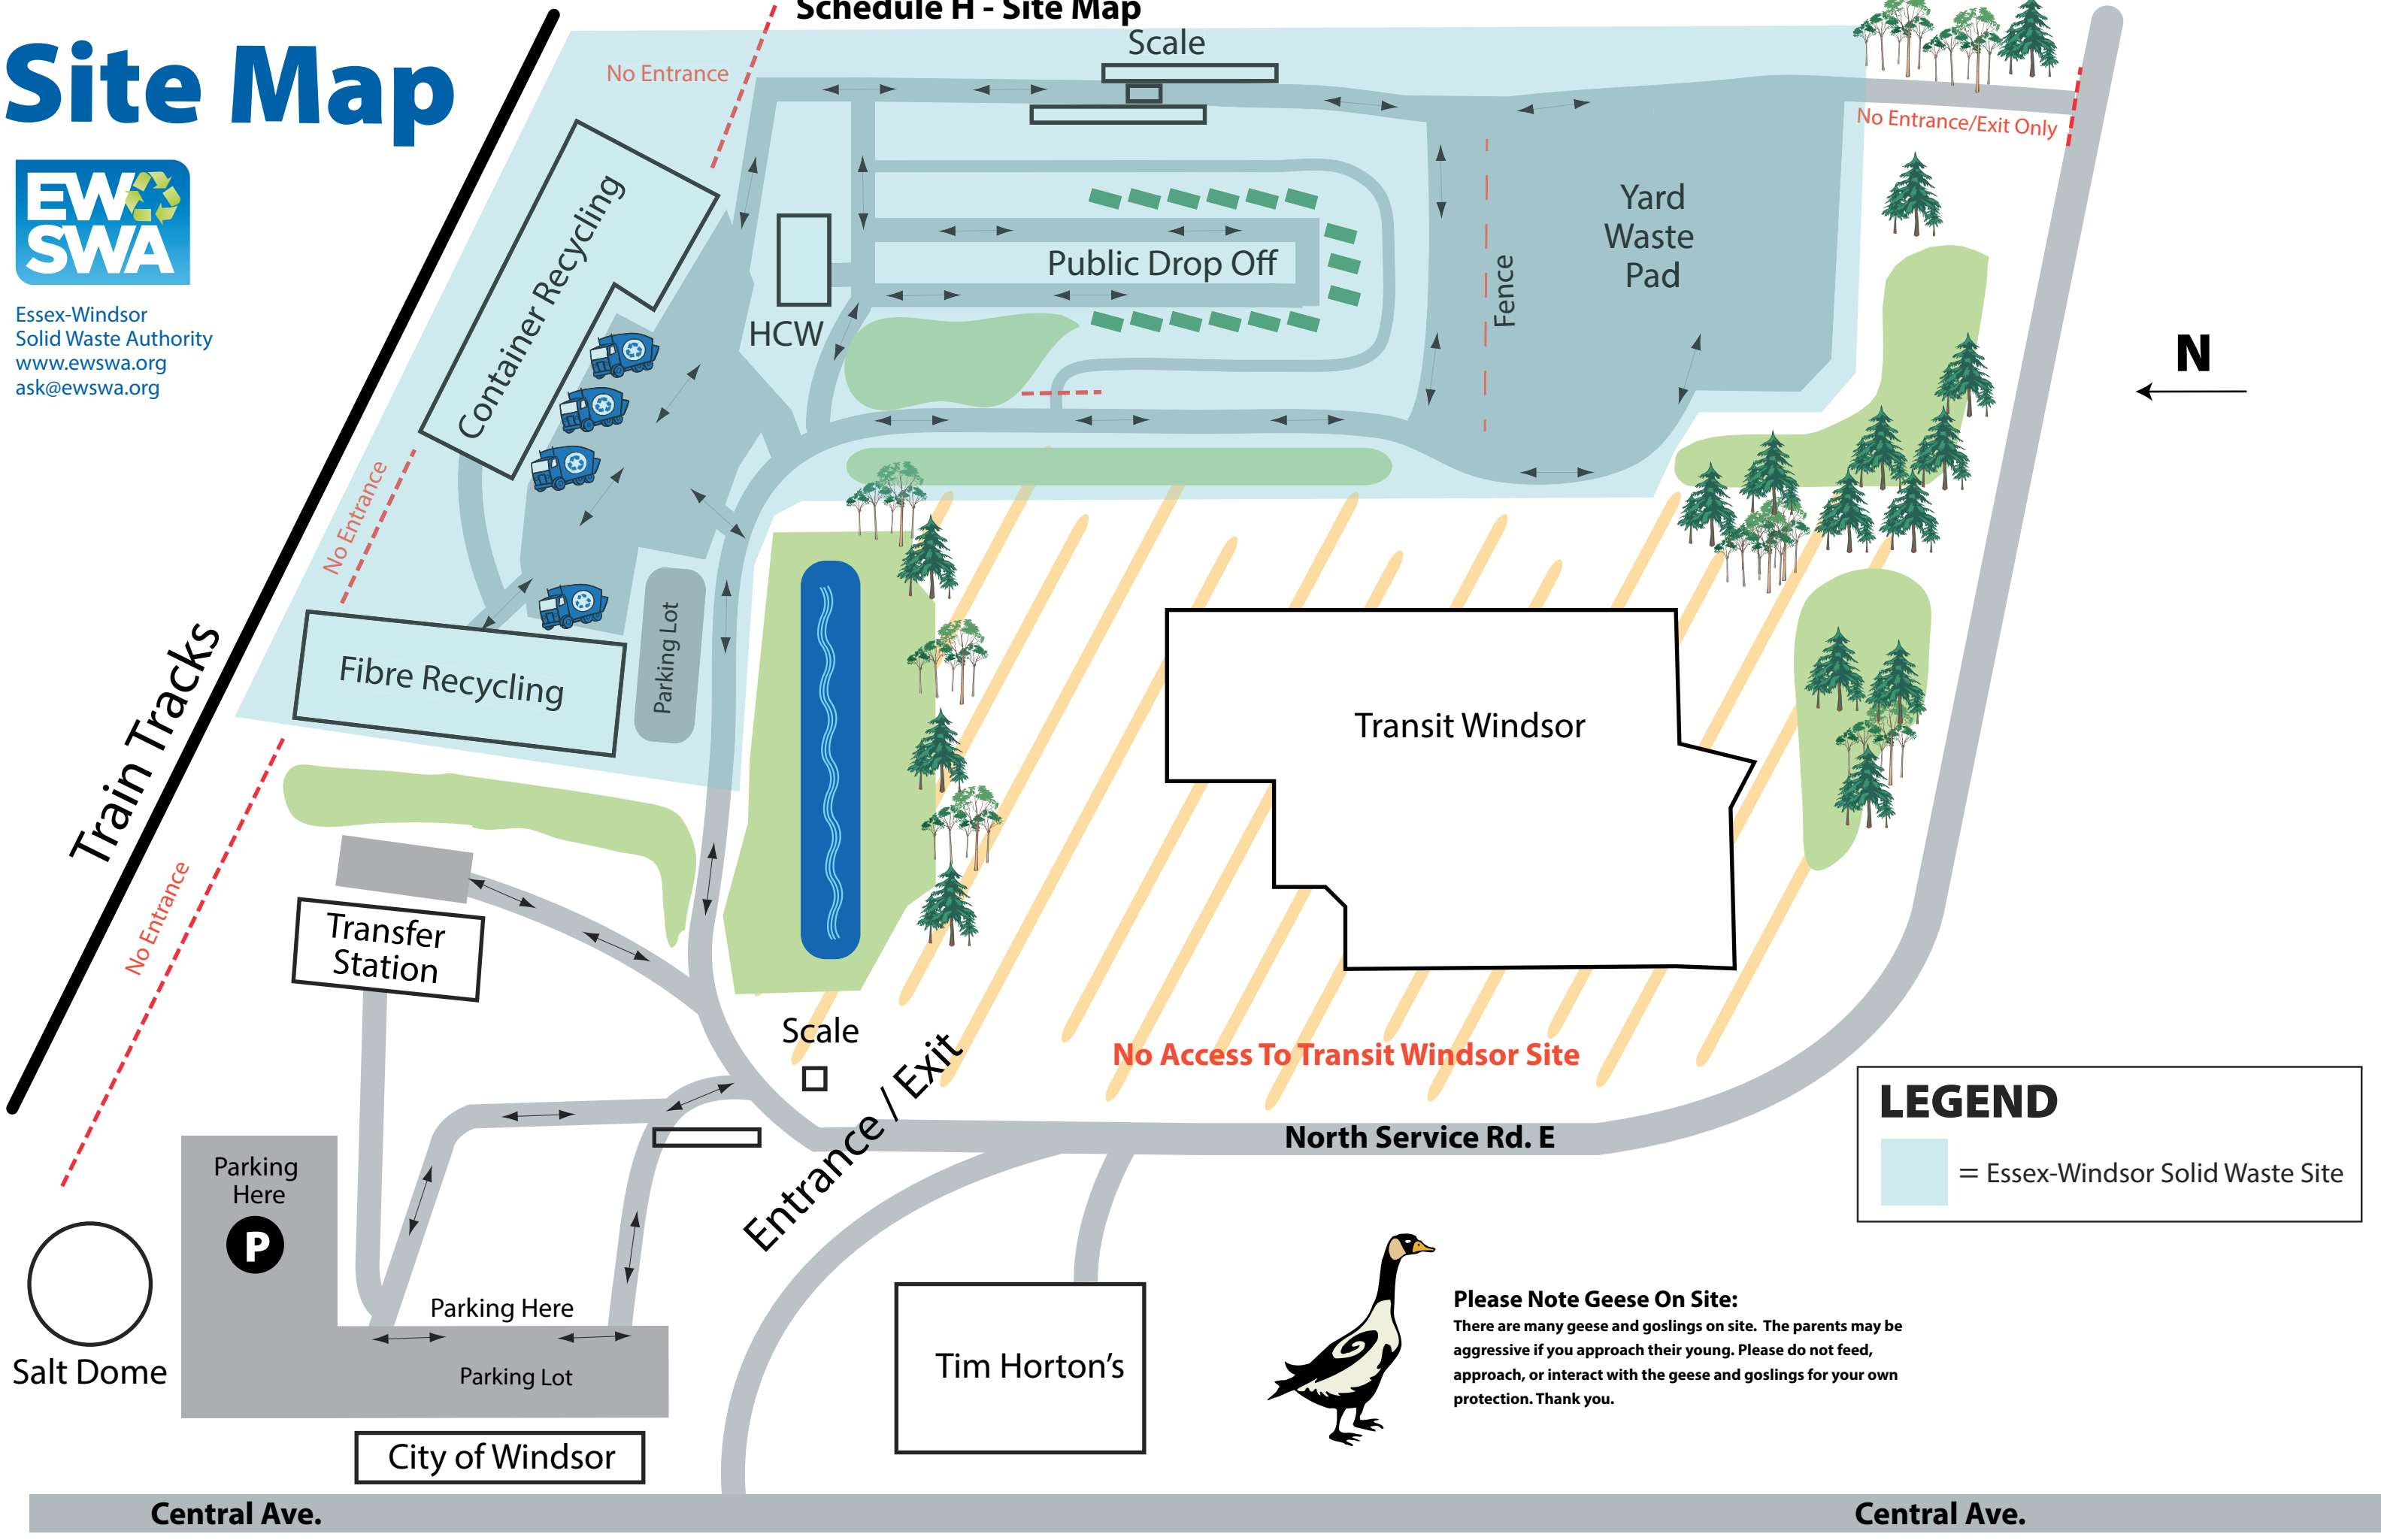 Schedule H - Site Map
Site Map
EW
SWA
Essex-Windsor
Solid Waste Authority
www.ewswa.org
ask@ewswa.org
No Entrance
Scale
No Entrance/Exit Only
Container Recycling
HCW
Public Drop Off
Fence
Yard
Waste
Pad
N
No Entrance
Fibre Recycling
Parking Lot
Train Tracks
Transit Windsor
No Entrance
Transfer
Station
Scale
Entrance / Exit
No Access To Transit Windsor Site
North Service Rd. E
LEGEND
= Essex-Windsor Solid Waste Site
Parking
Here
P
Parking Here
Parking Lot
Salt Dome
City of Windsor
Tim Horton's
Please Note Geese On Site:
There are many geese and goslings on site. The parents may be
aggressive if you approach their young. Please do not feed,
approach, or interact with the geese and goslings for your own
protection. Thank you.
Central Ave.
Central Ave.